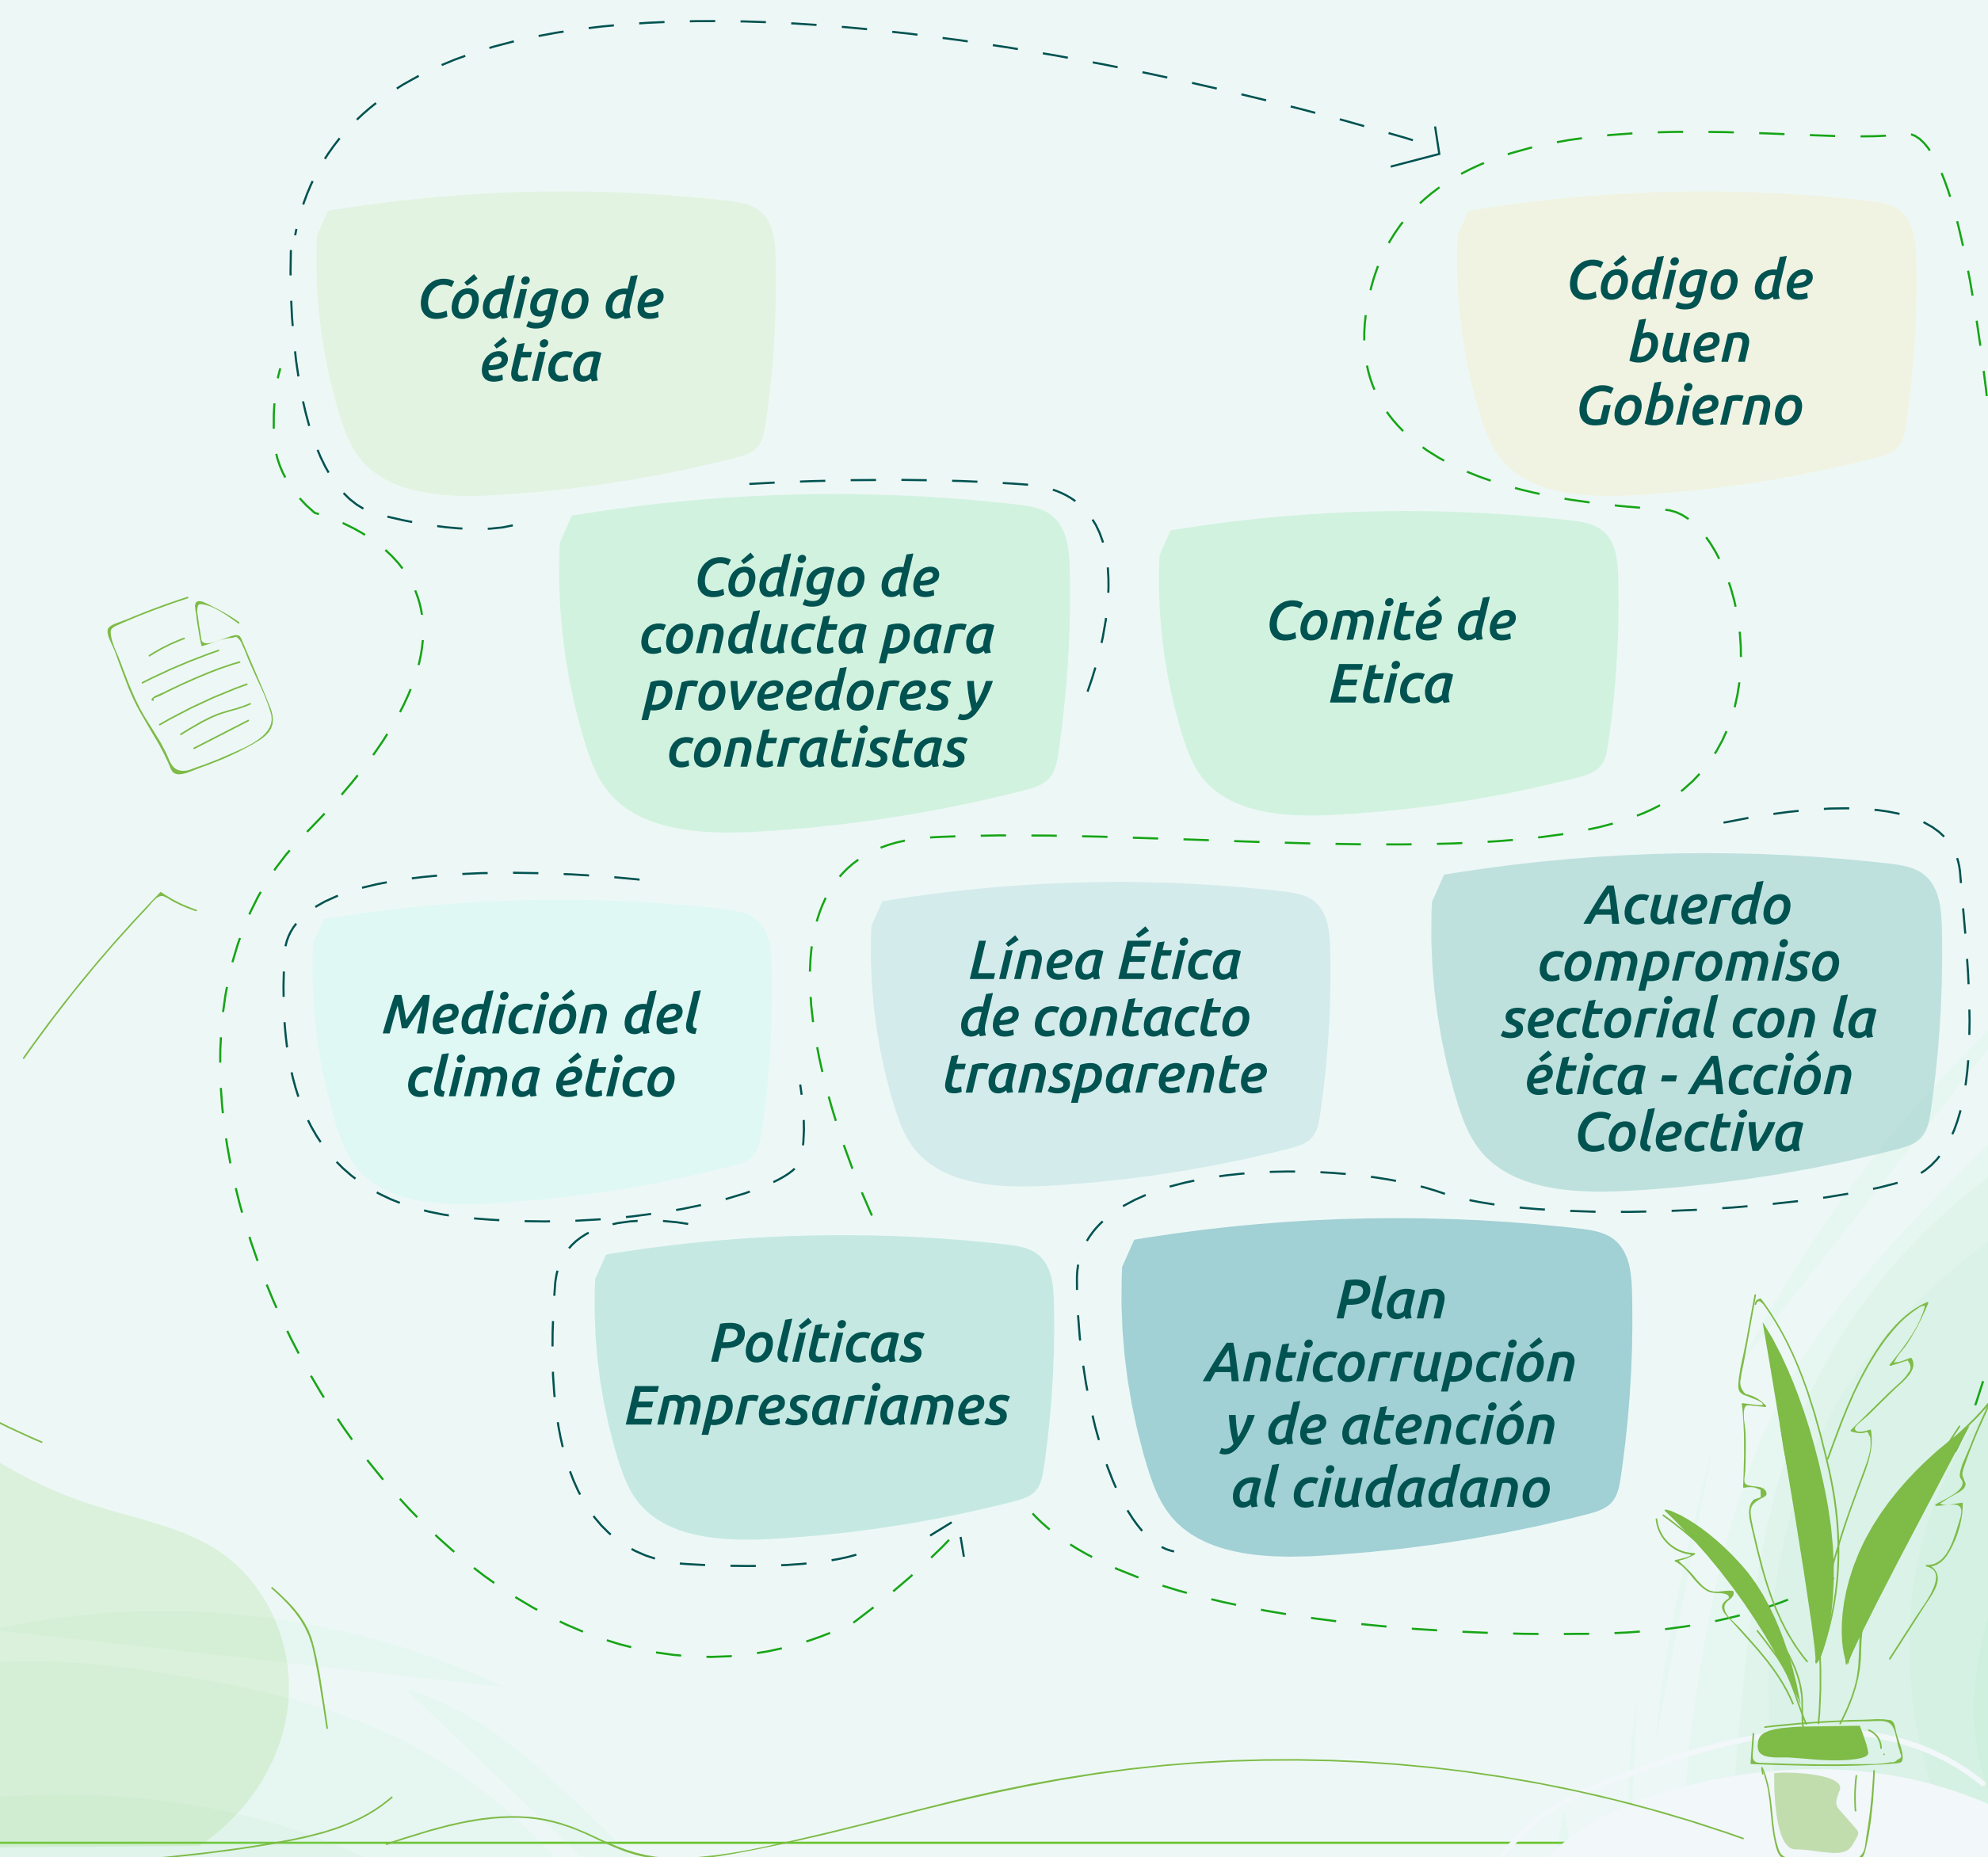 Código de
ética
Código de
buen
Gobierno
Código de
conducta para
proveedores y
contratistas
Comité de
Etica
Medición del
clima ético
Línea Ética
de contacto
transparente
Acuerdo
compromiso
sectorial con la
ética - Acción
Colectiva
Políticas
Empresariames
Plan
Anticorrupción
y de atención
al ciudadano